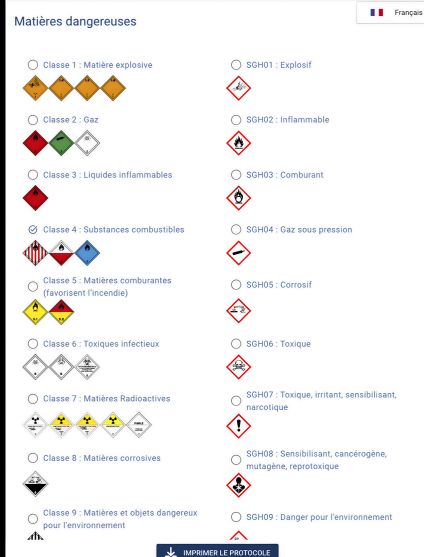 Français
Matières dangereuses
Classe 1 : Matière explosive
Classe 2 : Gaz
Classe 3 : Liquides inflammables
Classe 4 : Substances combustibles
Classe 5 : Matières comburantes
(favorisent l'incendie)
Classe 6 : Toxiques infectieux
Classe 7 : Matières Radioactives
Classe 8 : Matières corrosives
Classe 9 : Matières et objets dangereux
pour l'environnement
SGH01 : Explosif
SGH02 : Inflammable
SGH03 : Comburant
SGH04 : Gaz sous pression
SGH05 : Corrosif
SGH06 : Toxique
SGH07 : Toxique, irritant, sensibilisant,
narcotique
SGH08 : Sensibilisant, cancérogène,
mutagène, reprotoxique
SGH09 : Danger pour l'environnement
IMPRIMER LE PROTOCOLE